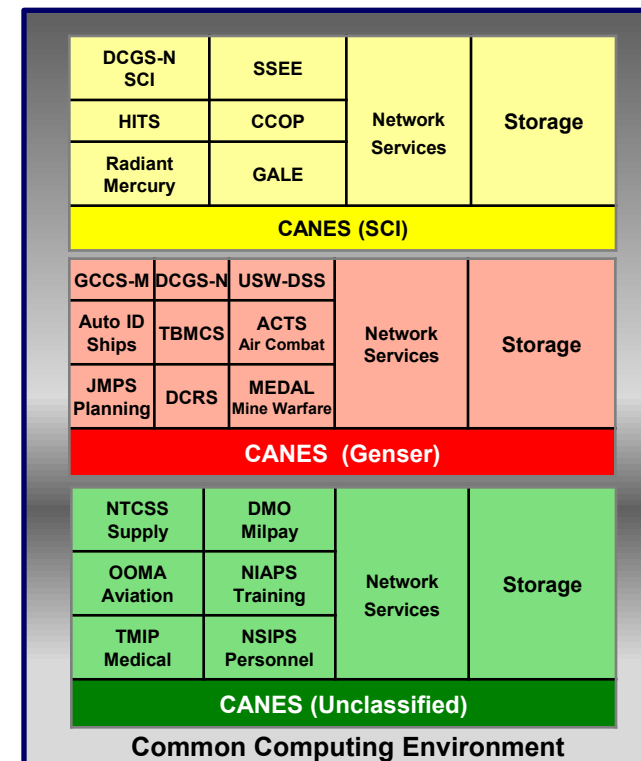 DCGS-N
SCI
SSEE
HITS
CCOP
Network
Services
Storage
Radiant
Mercury
GALE
CANES (SCI)
GCCS-M
DCGS-N
USW-DSS
Auto ID
Ships
TBMCS
ACTS
Air Combat
Network
Services
Storage
JMPS
Planning
DCRS
MEDAL
Mine Warfare
CANES (Genser)
NTCSS
Supply
DMO
Milpay
OOMA
Aviation
NIAPS
Training
Network
Services
Storage
TMIP
Medical
NSIPS
Personnel
CANES (Unclassified)
Common Computing Environment